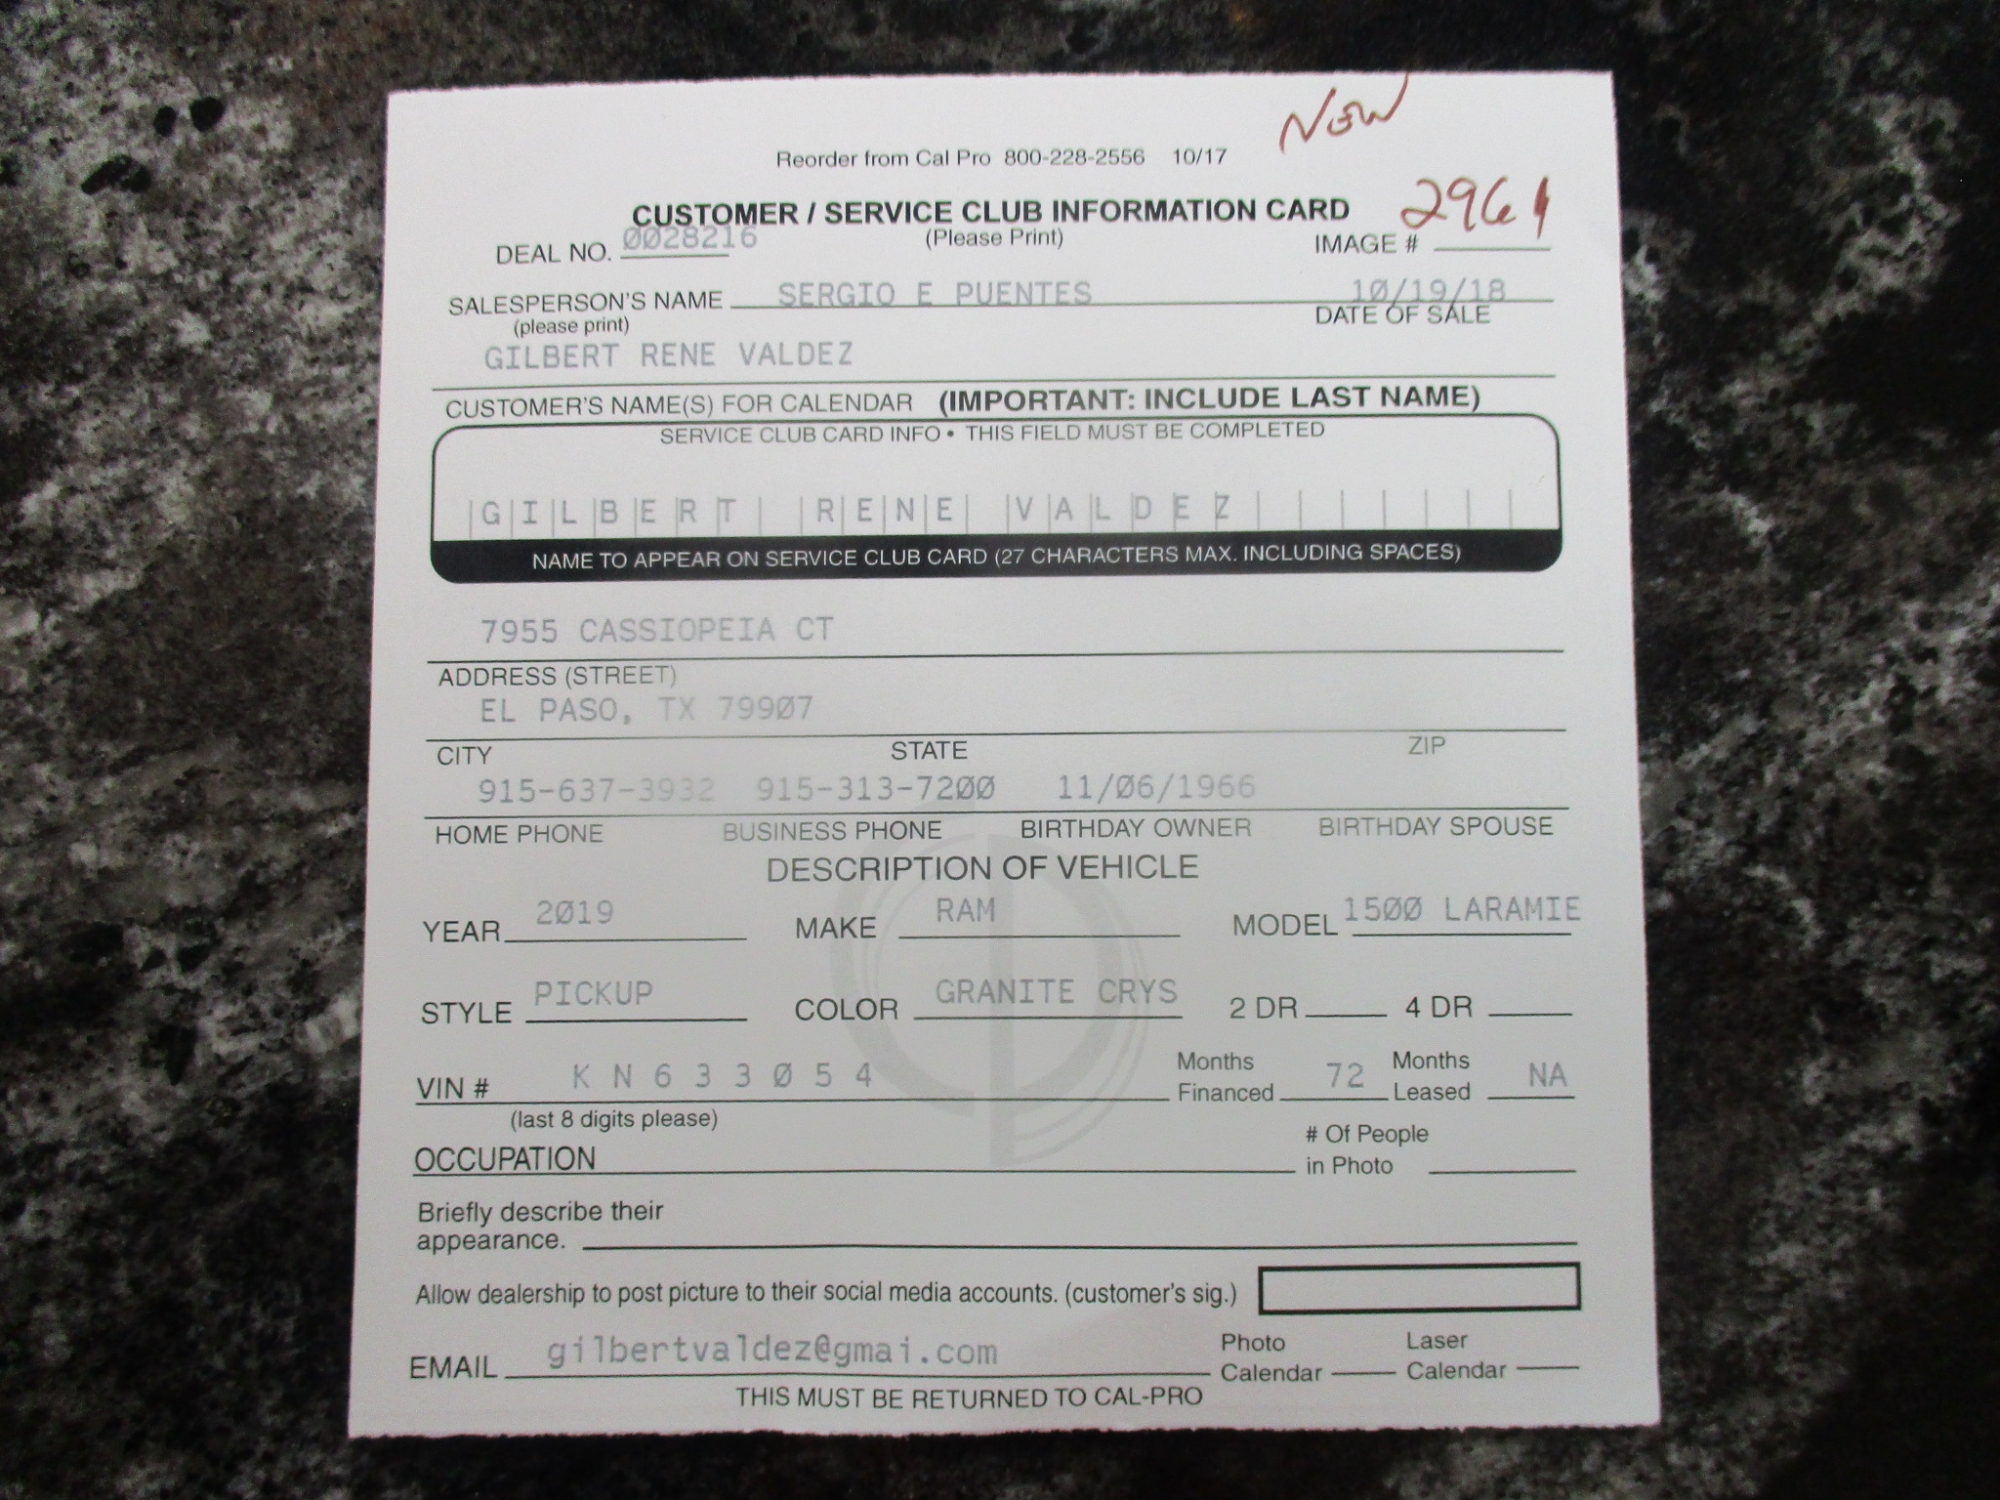 NEW
Reorder from Cal Pro 800-228-2556 10/17
CUSTOMER / SERVICE CLUB INFORMATION CARD
2961
DEAL NO. 0028216 (Please Print) IMAGE #
SALESPERSON'S NAME SERGIO E PUENTES 10/19/18
(please print) DATE OF SALE
GILBERT RENE VALDEZ
CUSTOMER'S NAME(S) FOR CALENDAR (IMPORTANT: INCLUDE LAST NAME)
SERVICE CLUB CARD INFO • THIS FIELD MUST BE COMPLETED
GILBERT RENE VALDEZ
NAME TO APPEAR ON SERVICE CLUB CARD (27 CHARACTERS MAX. INCLUDING SPACES)
7955 CASSIOPEIA CT
ADDRESS (STREET)
EL PASO, TX 79907
CITY STATE ZIP
915-637-3932 915-313-7200 11/06/1966
HOME PHONE BUSINESS PHONE BIRTHDAY OWNER BIRTHDAY SPOUSE
DESCRIPTION OF VEHICLE
YEAR 2019 MAKE RAM MODEL 1500 LARAMIE
STYLE PICKUP COLOR GRANITE CRYS 2 DR 4 DR
VIN # K N 6 3 3 0 5 4 Months Financed 72 Months Leased NA
(last 8 digits please)
OCCUPATION # Of People in Photo
Briefly describe their
appearance.
Allow dealership to post picture to their social media accounts. (customer's sig.)
EMAIL gilbertvaldez@gmai.com Photo Calendar Laser Calendar
THIS MUST BE RETURNED TO CAL-PRO